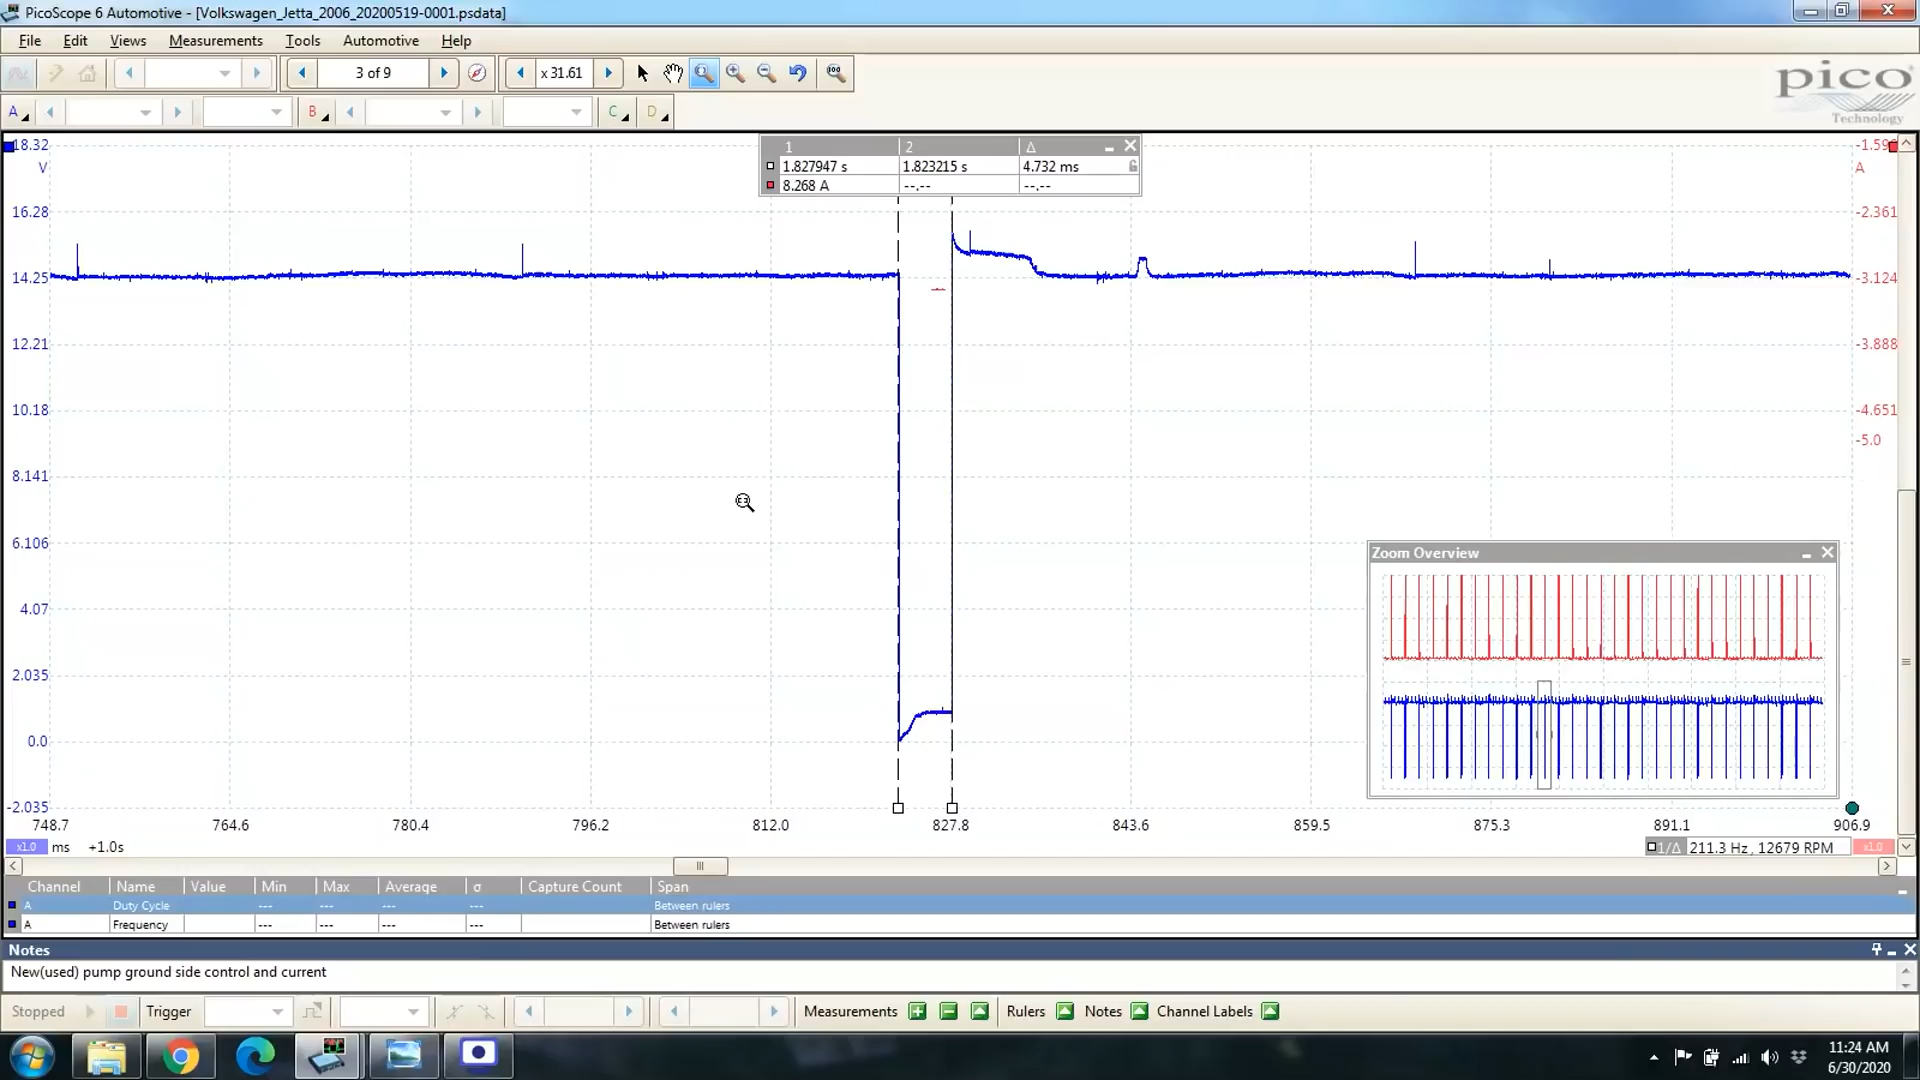 PicoScope 6 Automotive - [Volkswagen_Jetta_2006_20200519-0001.psdata]
File Edit Views Measurements Tools Automotive Help
3 of 9 x 31.61
pico
Technology
A B C D
1 2 Δ
1.827947 s 1.823215 s 4.732 ms
8.268 A --.-- --.--
18.32
V
16.28
14.25
12.21
10.18
8.141
6.106
4.07
2.035
0.0
-2.035
A
-2.361
-3.124
-3.888
-4.651
-5.0
Zoom Overview
748.7 764.6 780.4 796.2 812.0 827.8 843.6 859.5 875.3 891.1 906.9
x1.0 ms +1.0s 1/Δ 211.3 Hz, 12679 RPM x1.0
Channel Name Value Min Max Average σ Capture Count Span
A Duty Cycle --- --- --- --- Between rulers
A Frequency --- --- --- --- Between rulers
Notes
New(used) pump ground side control and current
Stopped Trigger Measurements Rulers Notes Channel Labels
11:24 AM
6/30/2020